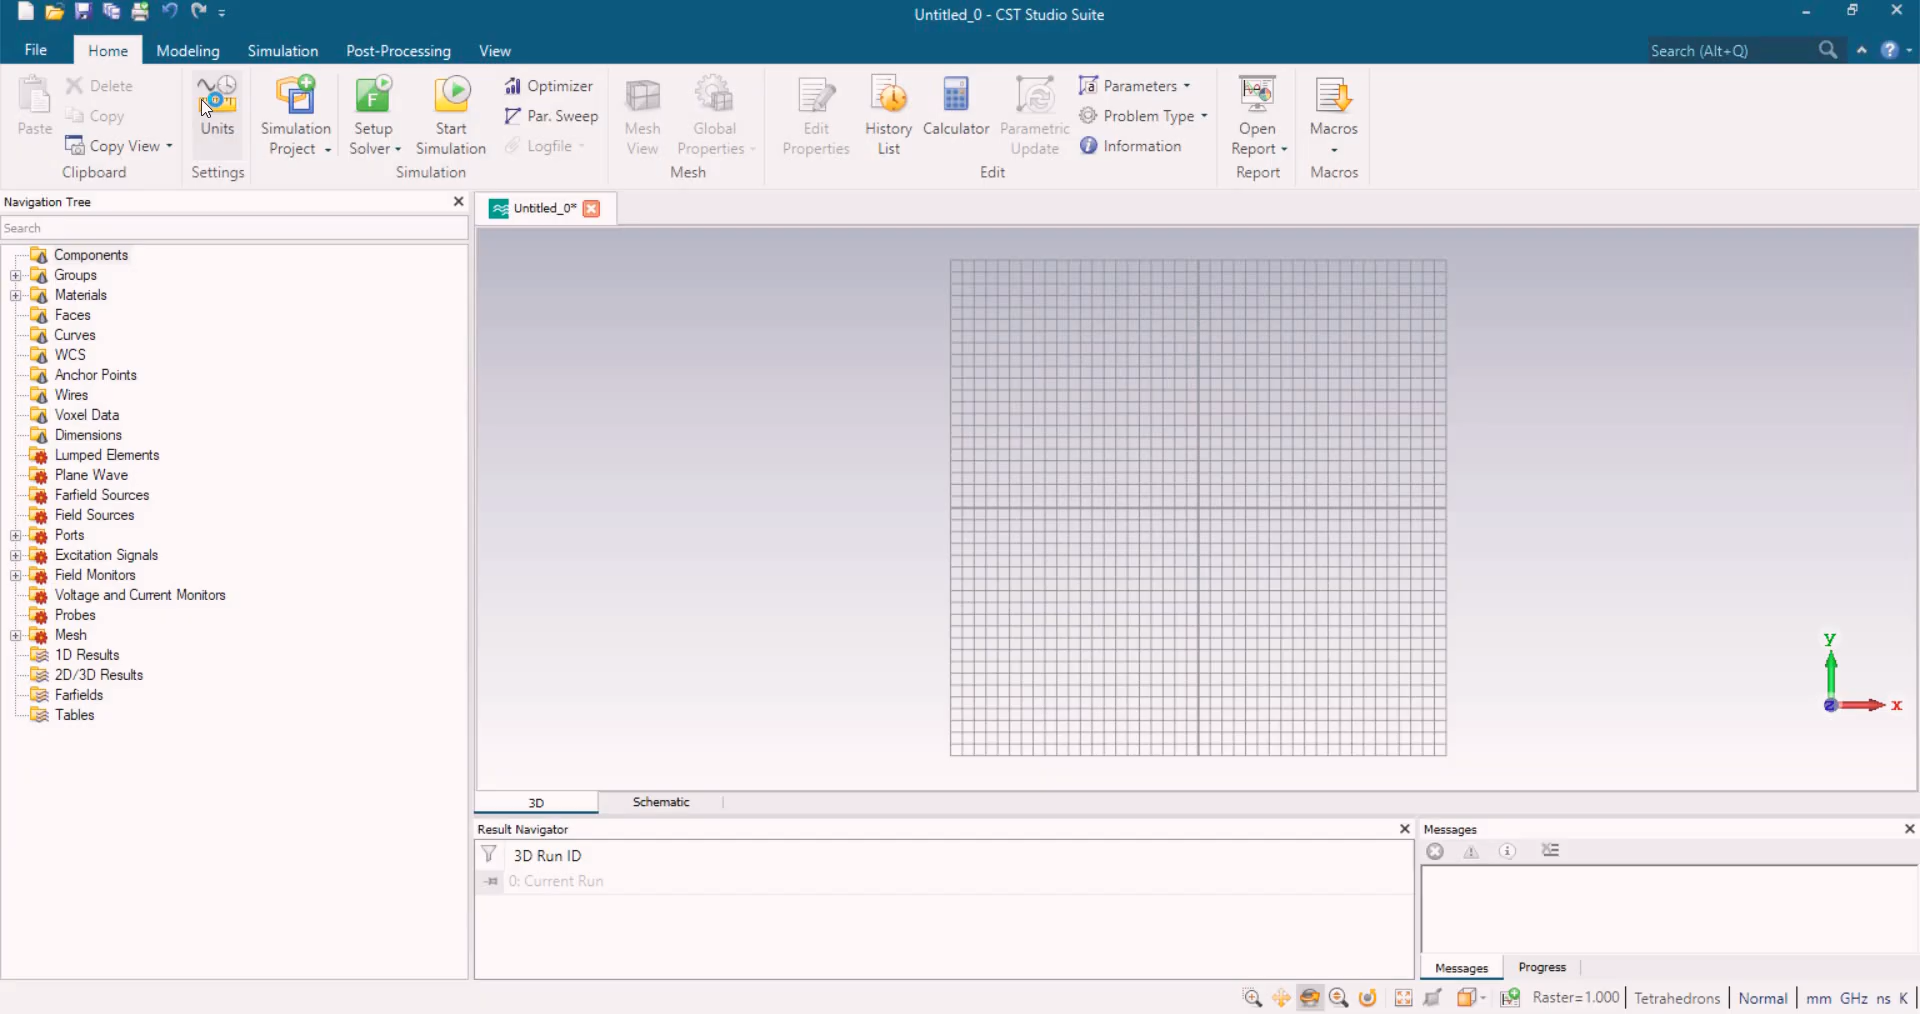 Untitled_0 - CST Studio Suite
File Home Modeling Simulation Post-Processing View Search (Alt+Q)
Paste
Delete
Copy
Copy View
Clipboard
Units
Settings
Simulation
Project
Setup
Solver
Start
Simulation
Optimizer
Par. Sweep
Logfile
Simulation
Mesh
View
Global
Properties
Mesh
Edit
Properties
History
List
Calculator
Parametric
Update
Parameters
Problem Type
Information
Edit
Open
Report
Report
Macros
Macros
Navigation Tree
Search
Components
Groups
Materials
Faces
Curves
WCS
Anchor Points
Wires
Voxel Data
Dimensions
Lumped Elements
Plane Wave
Farfield Sources
Field Sources
Ports
Excitation Signals
Field Monitors
Voltage and Current Monitors
Probes
Mesh
1D Results
2D/3D Results
Farfields
Tables
Untitled_0*
y
z
x
3D Schematic
Result Navigator
3D Run ID
0: Current Run
Messages
Messages Progress
Raster=1.000 Tetrahedrons Normal mm GHz ns K